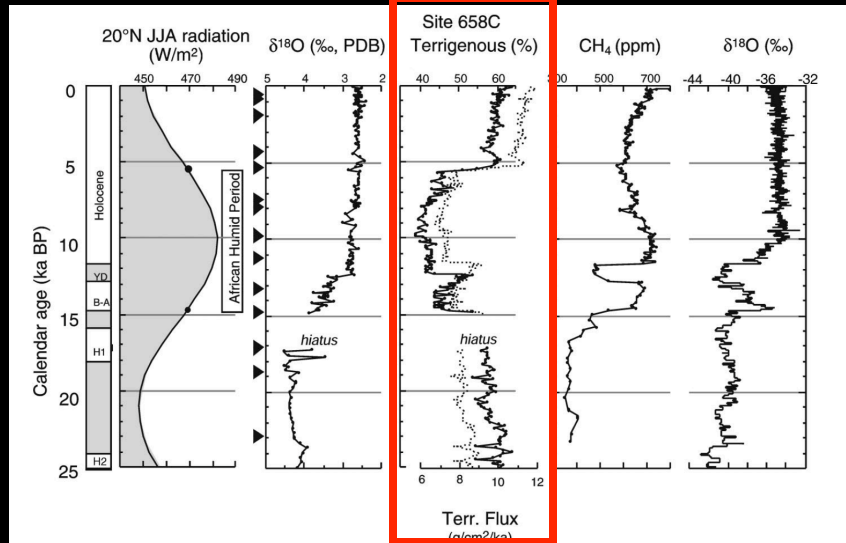 Site 658C
20°N JJA radiation
(W/m²)
δ¹⁸O (‰, PDB)
Terrigenous (%)
CH₄ (ppm)
δ¹⁸O (‰)
450 470 490
5 4 3 2
40 50 60
500 700
-44 -40 -36 -32
Calendar age (ka BP)
0
5
10
15
20
25
Holocene
YD
B-A
H1
H2
African Humid Period
hiatus
hiatus
6 8 10 12
Terr. Flux
(g/cm²/ka)